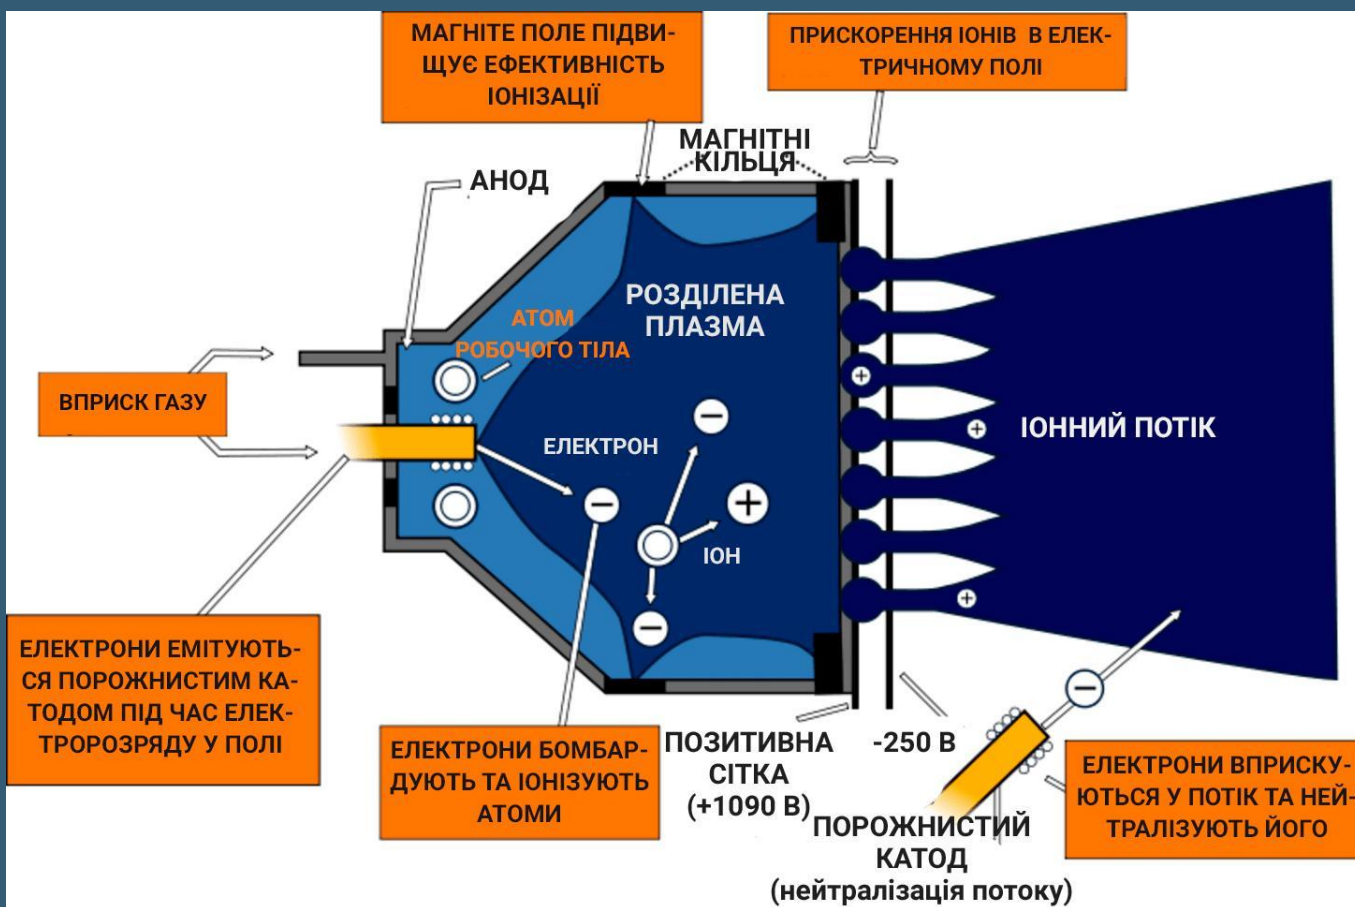 МАГНІТЕ ПОЛЕ ПІДВИ-
ЩУЄ ЕФЕКТИВНІСТЬ
ІОНІЗАЦІЇ
ПРИСКОРЕННЯ ІОНІВ В ЕЛЕК-
ТРИЧНОМУ ПОЛІ
МАГНІТНІ
КІЛЬЦЯ
АНОД
РОЗДІЛЕНА
ПЛАЗМА
АТОМ
РОБОЧОГО ТІЛА
ВПРИСК ГАЗУ
ЕЛЕКТРОН
ІОННИЙ ПОТІК
ІОН
ЕЛЕКТРОНИ ЕМІТУЮТЬ-
СЯ ПОРОЖНИСТИМ КА-
ТОДОМ ПІД ЧАС ЕЛЕК-
ТРОРОЗРЯДУ У ПОЛІ
ЕЛЕКТРОНИ БОМБАР-
ДУЮТЬ ТА ІОНІЗУЮТЬ
АТОМИ
ПОЗИТИВНА
СІТКА
(+1090 В)
-250 В
ПОРОЖНИСТИЙ
КАТОД
(нейтралізація потоку)
ЕЛЕКТРОНИ ВПРИСКУ-
ЮТЬСЯ У ПОТІК ТА НЕЙ-
ТРАЛІЗУЮТЬ ЙОГО